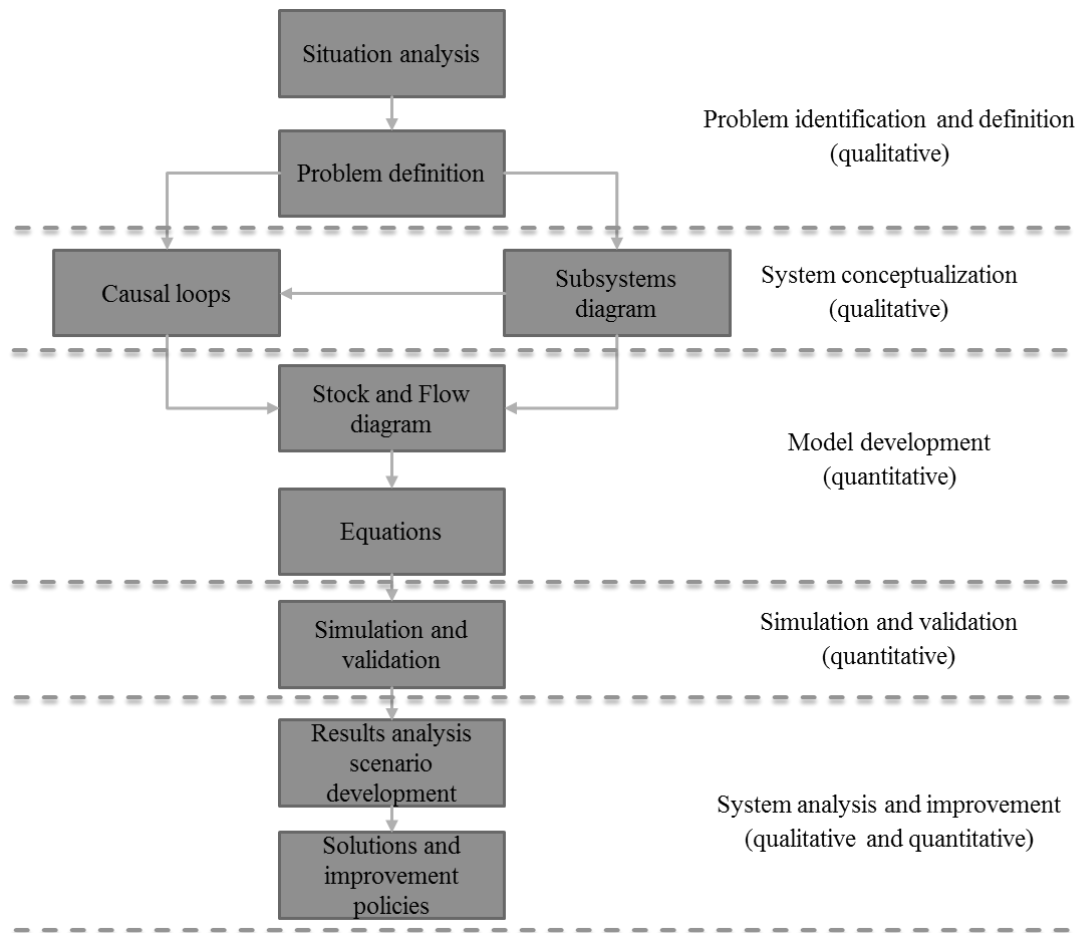 Situation analysis
Problem identification and definition
(qualitative)
Problem definition
Causal loops
Subsystems
diagram
System conceptualization
(qualitative)
Stock and Flow
diagram
Model development
(quantitative)
Equations
Simulation and
validation
Simulation and validation
(quantitative)
Results analysis
scenario
development
System analysis and improvement
(qualitative and quantitative)
Solutions and
improvement
policies